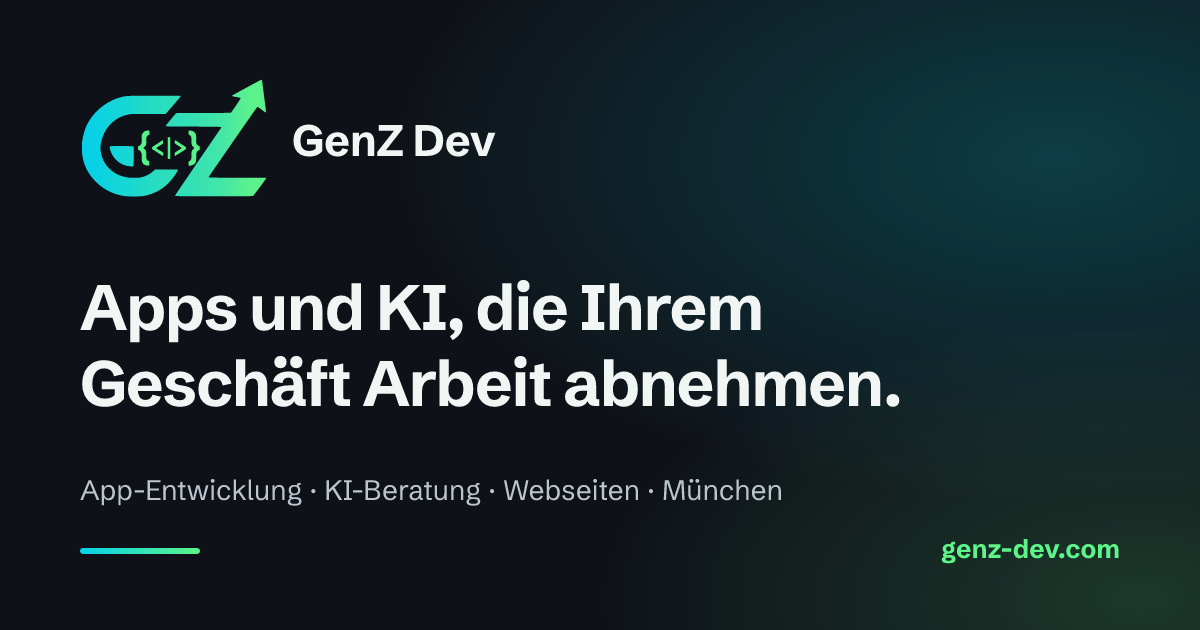 GZ {<|>}
GenZ Dev
Apps und KI, die Ihrem
Geschäft Arbeit abnehmen.
App-Entwicklung · KI-Beratung · Webseiten · München
genz-dev.com